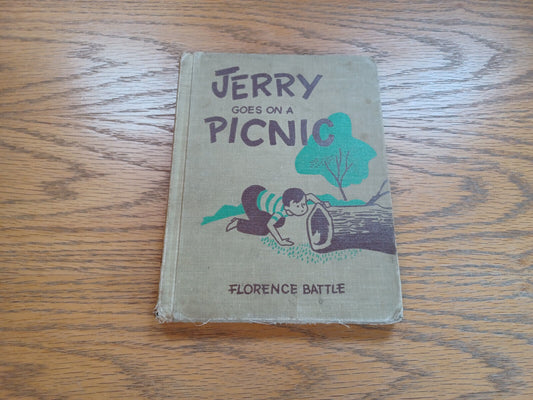 JERRY
GOES ON A
PICNIC
FLORENCE BATTLE